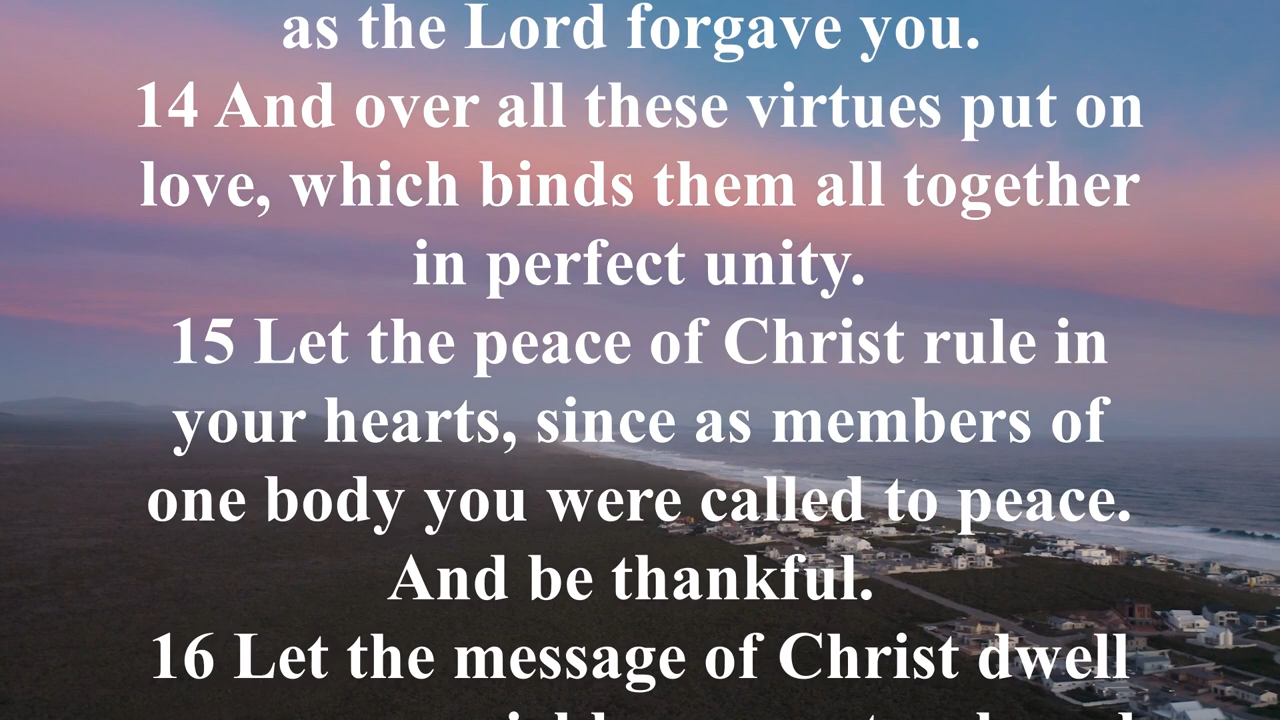 as the Lord forgave you.
14 And over all these virtues put on
love, which binds them all together
in perfect unity.
15 Let the peace of Christ rule in
your hearts, since as members of
one body you were called to peace.
And be thankful.
16 Let the message of Christ dwell